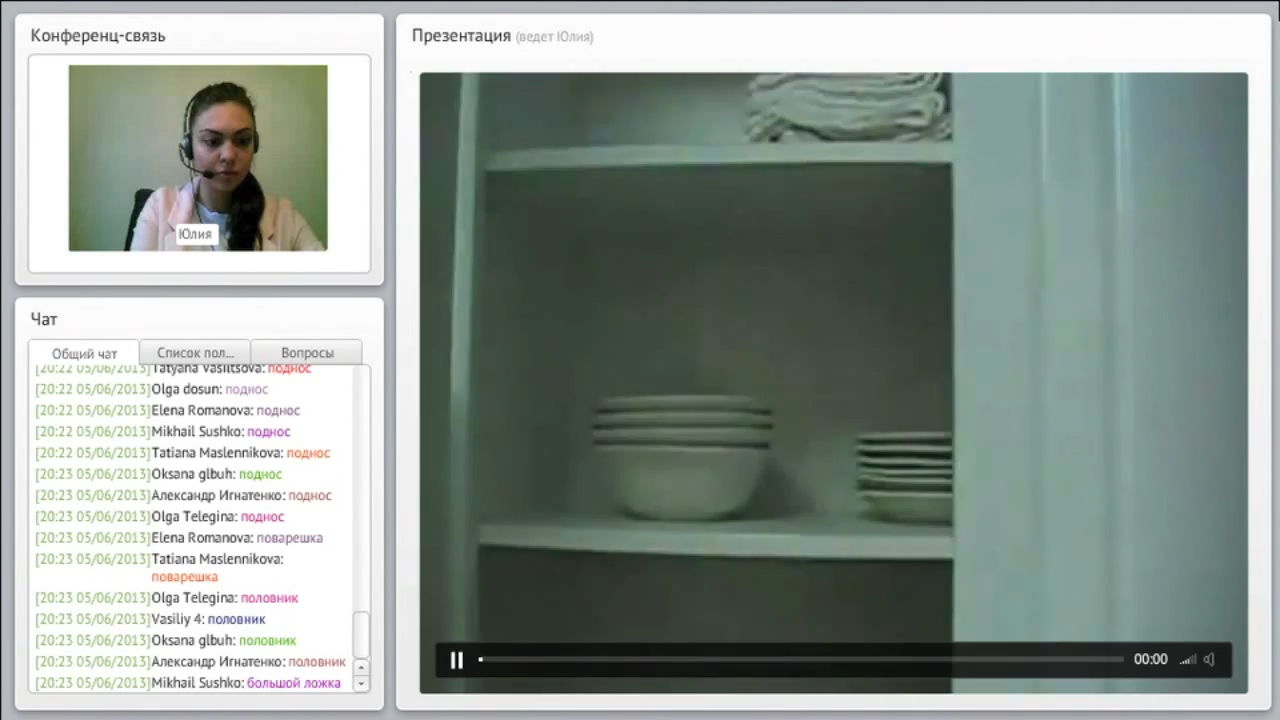 Конференц-связь
Юлия
Чат
Общий чат
Список пол...
Вопросы
[20:22 05/06/2013]Tatyana Vasiltsova: поднос
[20:22 05/06/2013]Olga dosun: поднос
[20:22 05/06/2013]Elena Romanova: поднос
[20:22 05/06/2013]Mikhail Sushko: поднос
[20:22 05/06/2013]Tatiana Maslennikova: поднос
[20:23 05/06/2013]Oksana glbuh: поднос
[20:23 05/06/2013]Александр Игнатенко: поднос
[20:23 05/06/2013]Olga Telegina: поднос
[20:23 05/06/2013]Elena Romanova: поварешка
[20:23 05/06/2013]Tatiana Maslennikova:
поварешка
[20:23 05/06/2013]Olga Telegina: половник
[20:23 05/06/2013]Vasiliy 4: половник
[20:23 05/06/2013]Oksana glbuh: половник
[20:23 05/06/2013]Александр Игнатенко: половник
[20:23 05/06/2013]Mikhail Sushko: большой ложка
Презентация (ведет Юлия)
00:00